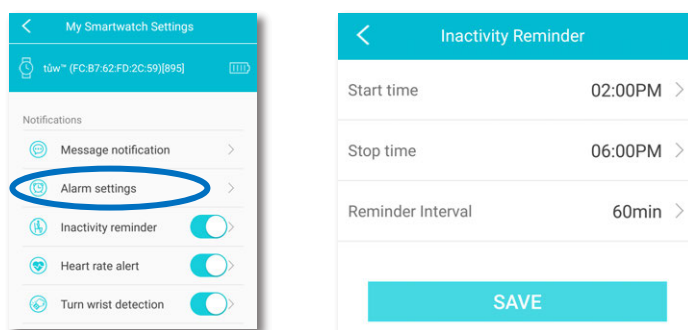 My Smartwatch Settings
tûw™ (FC:B7:62:FD:2C:59)[895]
Notifications
Message notification
Alarm settings
Inactivity reminder
Heart rate alert
Turn wrist detection
Inactivity Reminder
Start time 02:00PM
Stop time 06:00PM
Reminder Interval 60min
SAVE